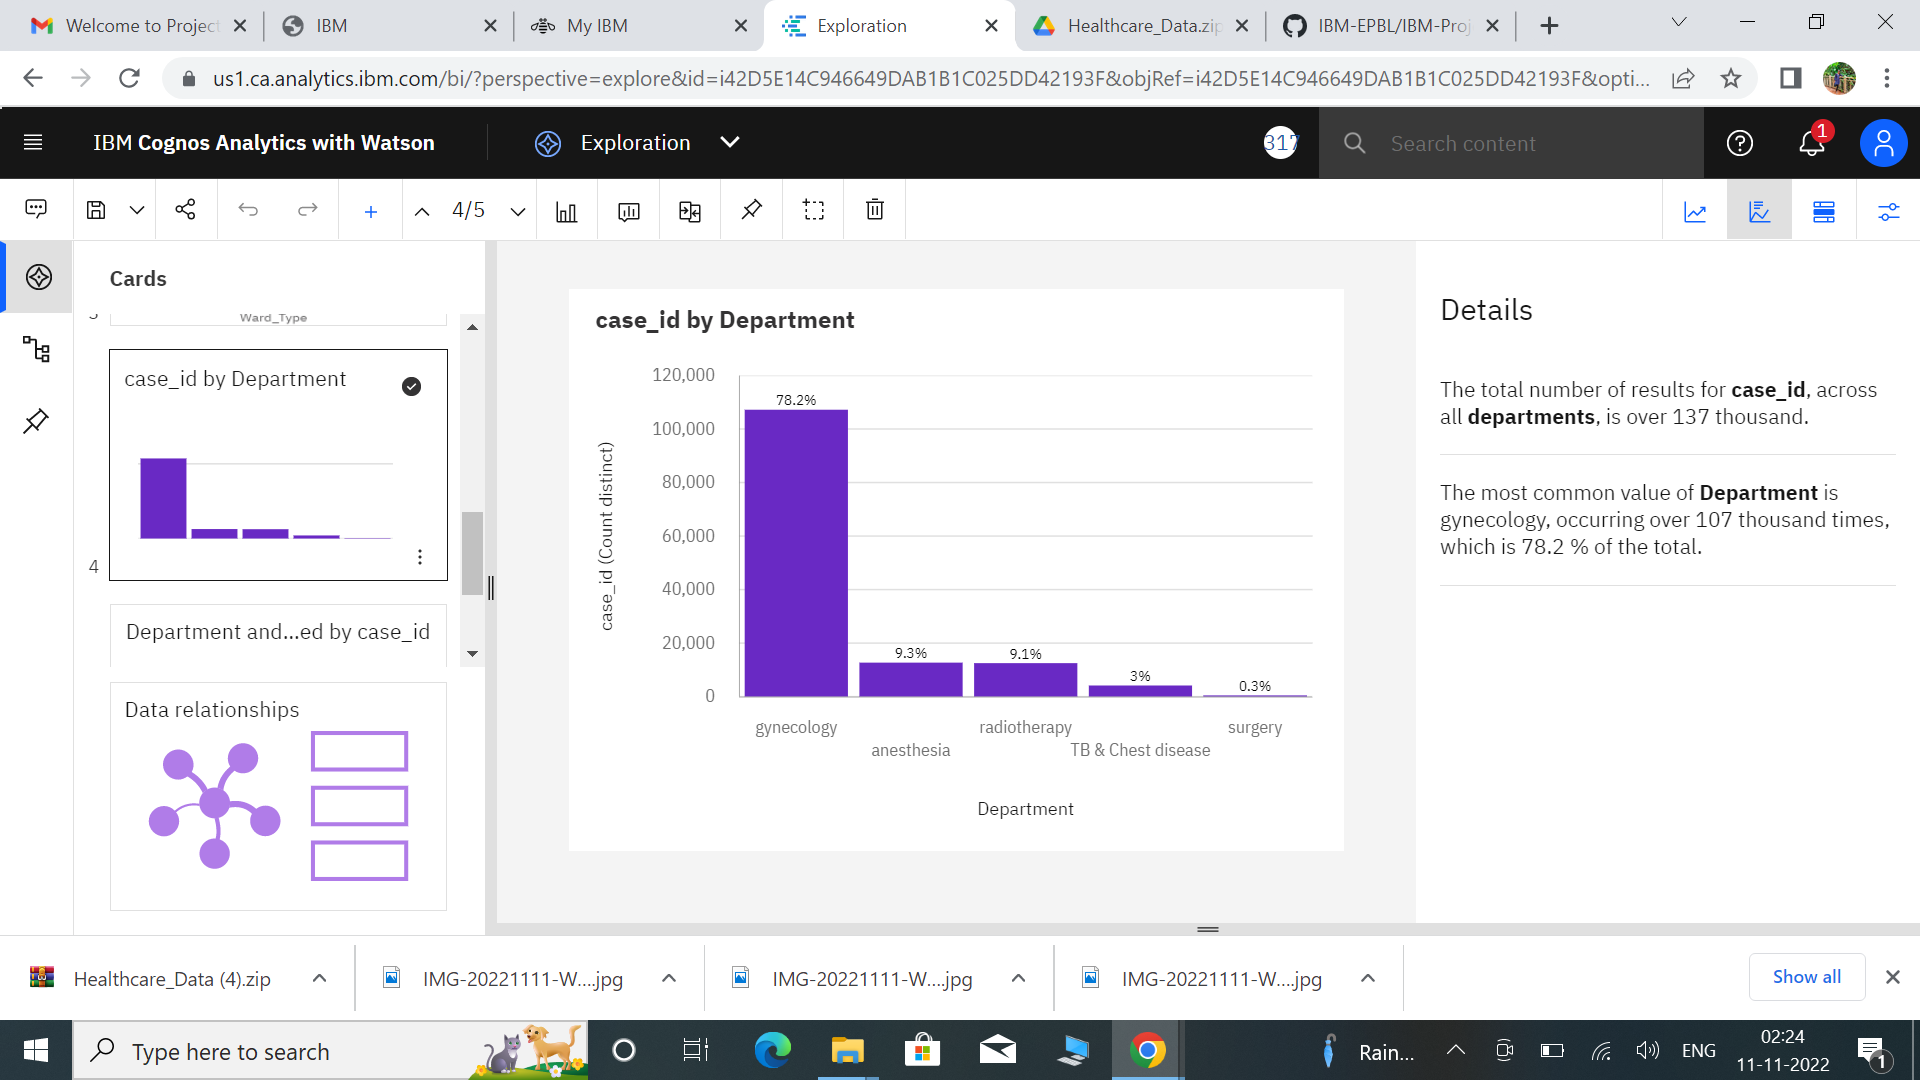 Welcome to Project
IBM
My IBM
Exploration
Healthcare_Data.zip
IBM-EPBL/IBM-Proj
us1.ca.analytics.ibm.com/bi/?perspective=explore&id=i42D5E14C946649DAB1B1C025DD42193F&objRef=i42D5E14C946649DAB1B1C025DD42193F&opti...
IBM Cognos Analytics with Watson
Exploration
317
Search content
1
4/5
Cards
Ward_Type
case_id by Department
4
Department and...ed by case_id
Data relationships
case_id by Department
case_id (Count distinct)
120,000
100,000
80,000
60,000
40,000
20,000
0
78.2%
9.3%
9.1%
3%
0.3%
gynecology
anesthesia
radiotherapy
TB & Chest disease
surgery
Department
Details
The total number of results for case_id, across
all departments, is over 137 thousand.
The most common value of Department is
gynecology, occurring over 107 thousand times,
which is 78.2 % of the total.
Healthcare_Data (4).zip
IMG-20221111-W....jpg
IMG-20221111-W....jpg
IMG-20221111-W....jpg
Show all
Type here to search
Rain...
ENG
02:24
11-11-2022
1